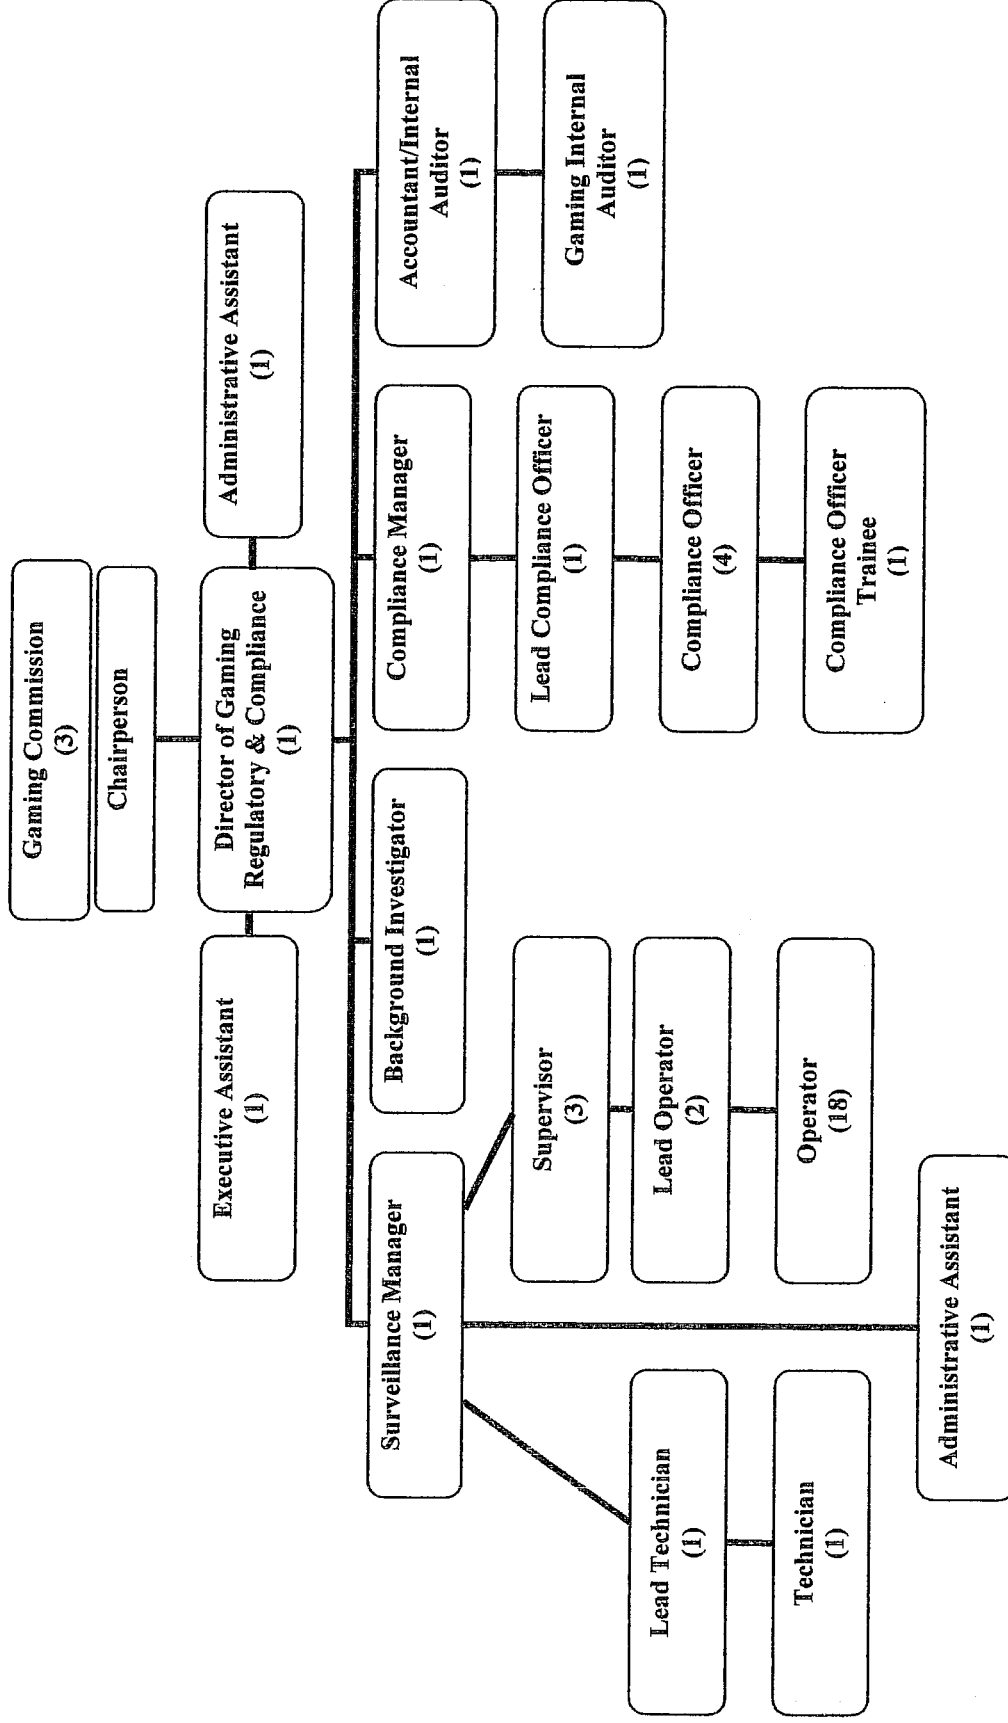 Gaming Commission
(3)
Chairperson
Executive Assistant
(1)
Director of Gaming
Regulatory & Compliance
(1)
Administrative Assistant
(1)
Surveillance Manager
(1)
Background Investigator
(1)
Compliance Manager
(1)
Accountant/Internal
Auditor
(1)
Supervisor
(3)
Lead Compliance Officer
(1)
Gaming Internal
Auditor
(1)
Lead Technician
(1)
Lead Operator
(2)
Compliance Officer
(4)
Technician
(1)
Operator
(18)
Compliance Officer
Trainee
(1)
Administrative Assistant
(1)